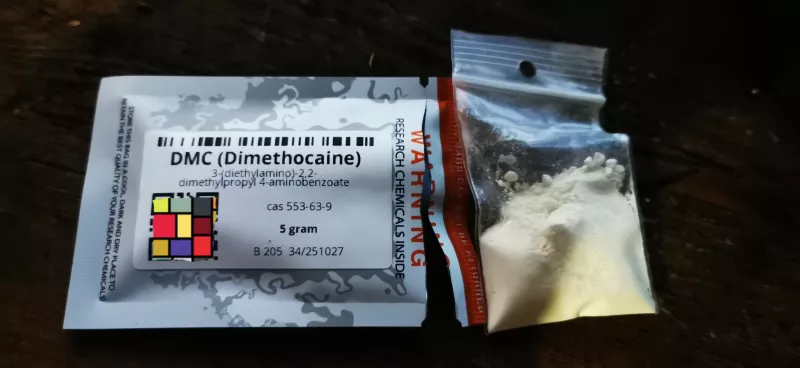 STORE THIS BAG IN A COOL, DARK AND DRY PLACE TO
RETAIN THE BEST QUALITY OF YOUR RESEARCH CHEMICALS
DMC (Dimethocaine)
3-(diethylamino)-2,2-
dimethylpropyl 4-aminobenzoate
cas 553-63-9
5 gram
B 205 34/251027
WARNING
RESEARCH CHEMICALS INSIDE